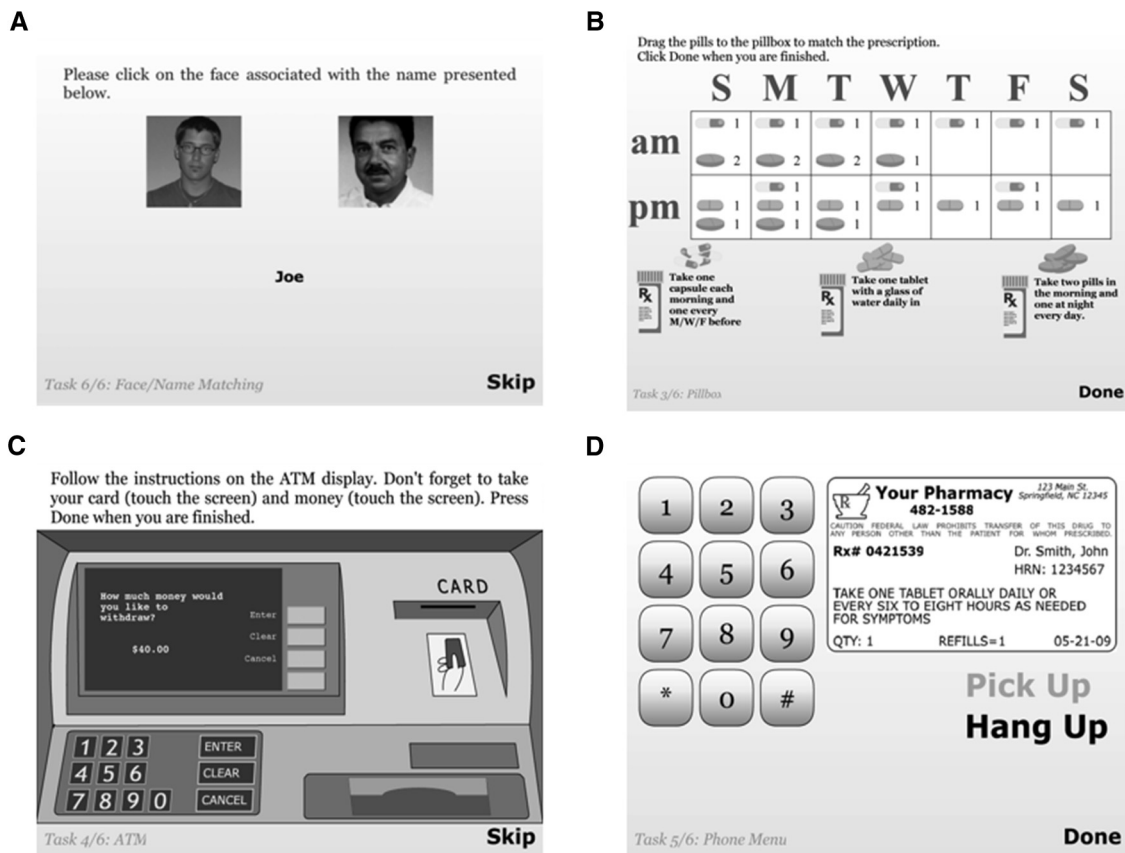 A
Please click on the face associated with the name presented
below.
Joe
Task 6/6: Face/Name Matching
Skip
B
Drag the pills to the pillbox to match the prescription.
Click Done when you are finished.
S M T W T F S
am
1 1 1 1 1 1 1
2 2 2 1
pm
1 1 1
1 1 1 1 1 1 1
1 1 1
Rx
Take one
capsule each
morning and
one every
M/W/F before
Rx
Take one tablet
with a glass of
water daily in
Rx
Take two pills in
the morning and
one at night
every day.
Task 3/6: Pillbox
Done
C
Follow the instructions on the ATM display. Don't forget to take
your card (touch the screen) and money (touch the screen). Press
Done when you are finished.
How much money would
you like to
withdraw?
$40.00
Enter
Clear
Cancel
CARD
1 2 3 ENTER
4 5 6 CLEAR
7 8 9 0 CANCEL
Task 4/6: ATM
Skip
D
1 2 3
4 5 6
7 8 9
* 0 #
R
Your Pharmacy
482-1588
123 Main St.
Springfield, NC 12345
CAUTION FEDERAL LAW PROHIBITS TRANSFER OF THIS DRUG TO
ANY PERSON OTHER THAN THE PATIENT FOR WHOM PRESCRIBED.
Rx# 0421539
Dr. Smith, John
HRN: 1234567
TAKE ONE TABLET ORALLY DAILY OR
EVERY SIX TO EIGHT HOURS AS NEEDED
FOR SYMPTOMS
QTY: 1 REFILLS=1 05-21-09
Pick Up
Hang Up
Task 5/6: Phone Menu
Done